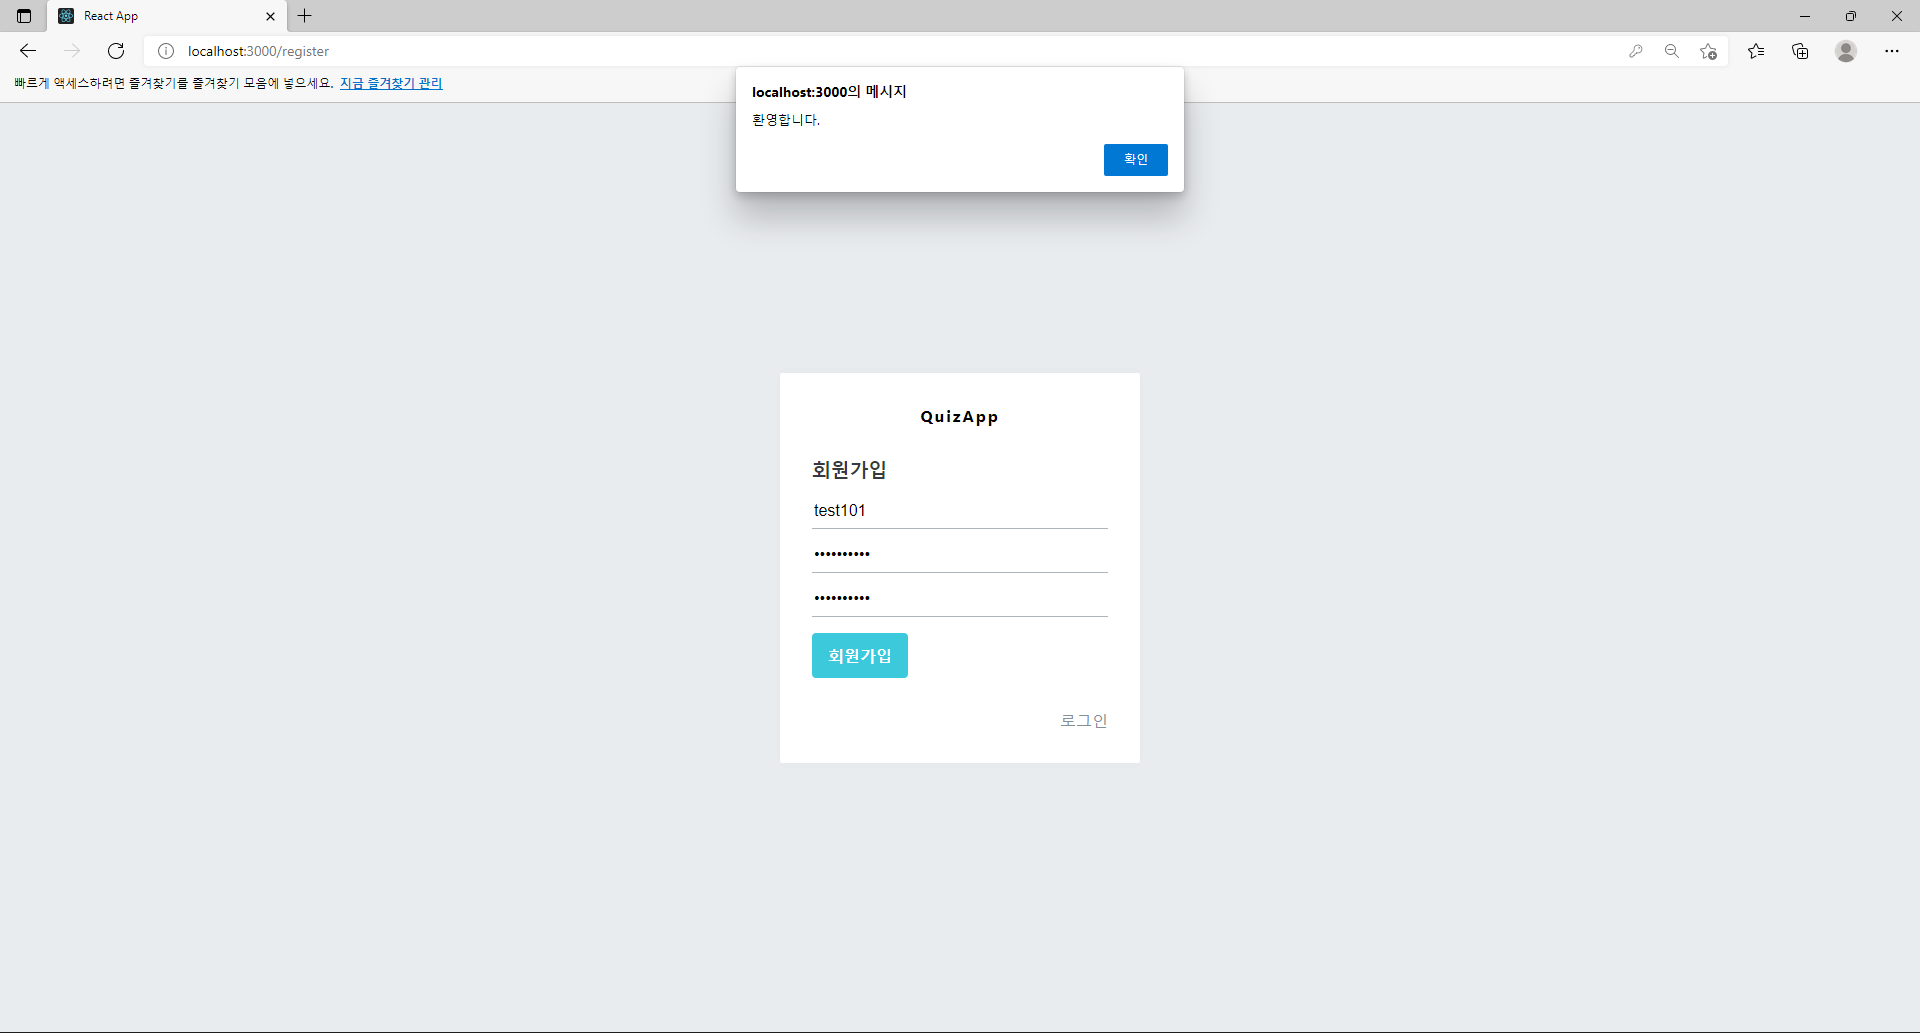 React App
localhost:3000/register
빠르게 액세스하려면 즐겨찾기를 즐겨찾기 모음에 넣으세요. 지금 즐겨찾기 관리
localhost:3000의 메시지
환영합니다.
확인
QuizApp
회원가입
test101
••••••••••
••••••••••
회원가입
로그인